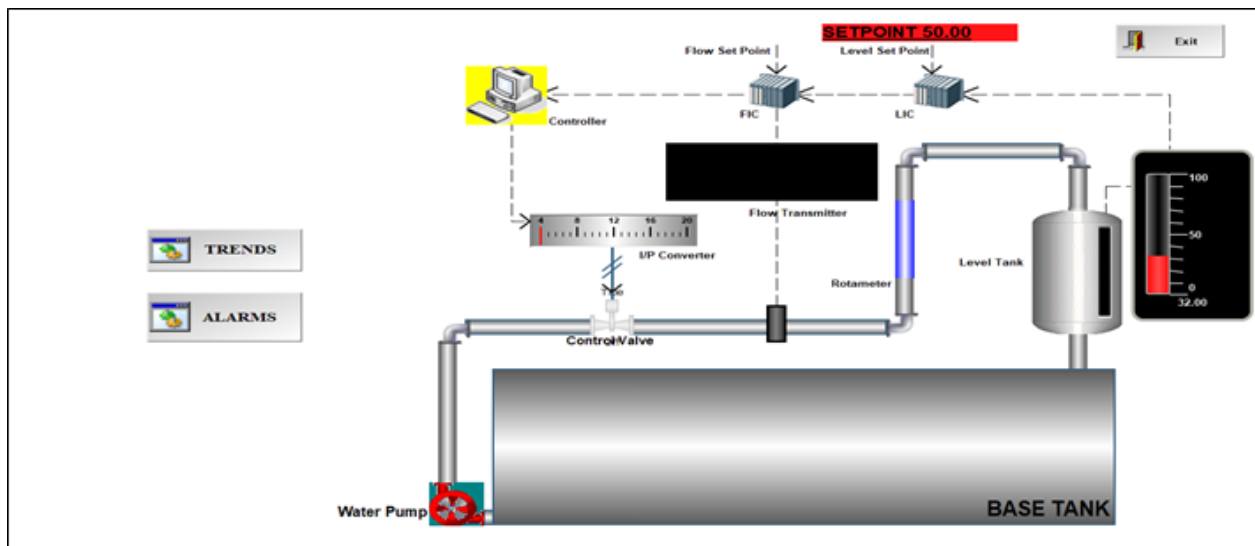 SETPOINT 50.00
Exit
Flow Set Point
Level Set Point
Controller
FIC
LIC
Flow Transmitter
4 8 12 16 20
I/P Converter
100
50
0
32.00
TRENDS
ALARMS
Level Tank
Rotameter
Control Valve
Water Pump
BASE TANK